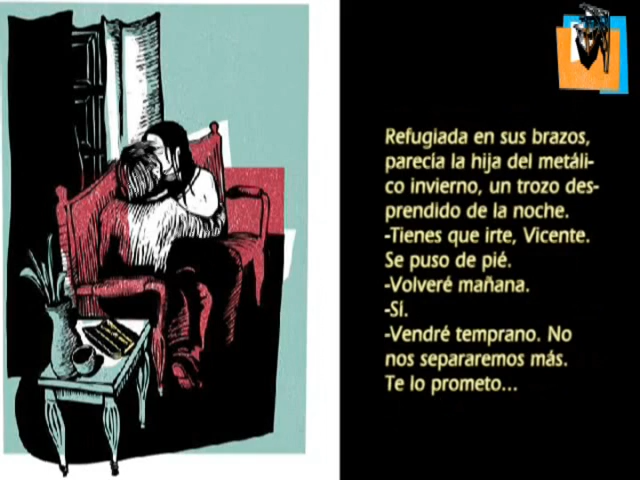 Refugiada en sus brazos,
parecía la hija del metáli-
co invierno, un trozo des-
prendido de la noche.
-Tienes que irte, Vicente.
Se puso de pié.
-Volveré mañana.
-Sí.
-Vendré temprano. No
nos separaremos más.
Te lo prometo...